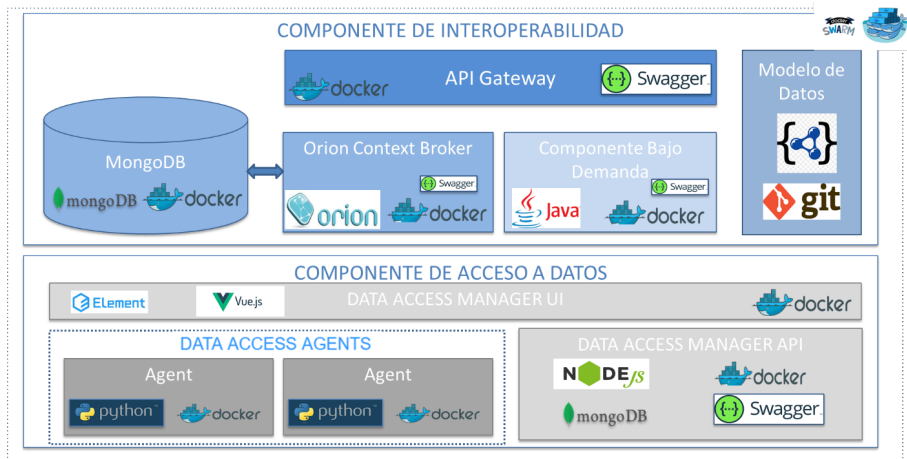 docker
SWARM
COMPONENTE DE INTEROPERABILIDAD
docker
API Gateway
Swagger
Modelo de
Datos
git
MongoDB
mongoDB
docker
Orion Context Broker
Swagger
orion
docker
Componente Bajo
Demanda
Swagger
Java
docker
COMPONENTE DE ACCESO A DATOS
Element
Vue.js
DATA ACCESS MANAGER UI
docker
DATA ACCESS AGENTS
Agent
python
docker
Agent
python
docker
DATA ACCESS MANAGER API
NODE JS
docker
mongoDB
Swagger